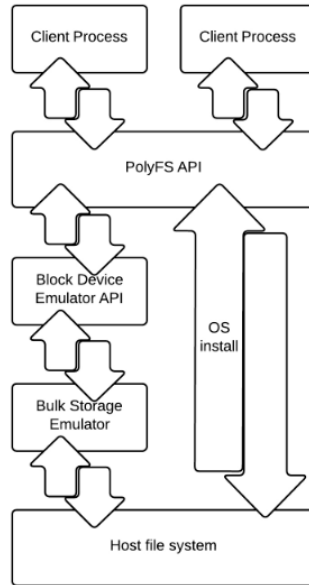 Client Process
Client Process
PolyFS API
Block Device
Emulator API
OS
install
Bulk Storage
Emulator
Host file system